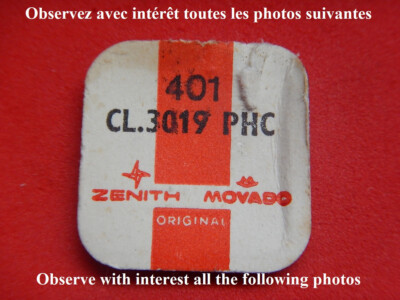 Observez avec intérêt toutes les photos suivantes
401
CL.3019 PHC
ZENITH MOVADO
ORIGINAL
Observe with interest all the following photos